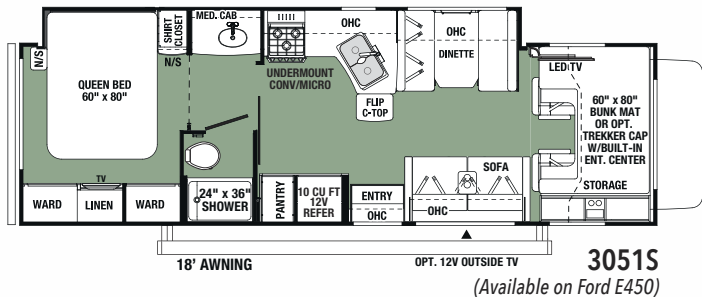 MED. CAB
SHIRT
CLOSET
N/S
N/S
QUEEN BED
60" x 80"
OHC
UNDERMOUNT
CONV/MICRO
OHC
DINETTE
FLIP
C-TOP
LED TV
60" x 80"
BUNK MAT
OR OPT.
TREKKER CAP
W/BUILT-IN
ENT. CENTER
STORAGE
TV
WARD
LINEN
WARD
24" x 36"
SHOWER
PANTRY
10 CU FT
12V
REFER
ENTRY
OHC
SOFA
OHC
18' AWNING
OPT. 12V OUTSIDE TV
3051S
(Available on Ford E450)